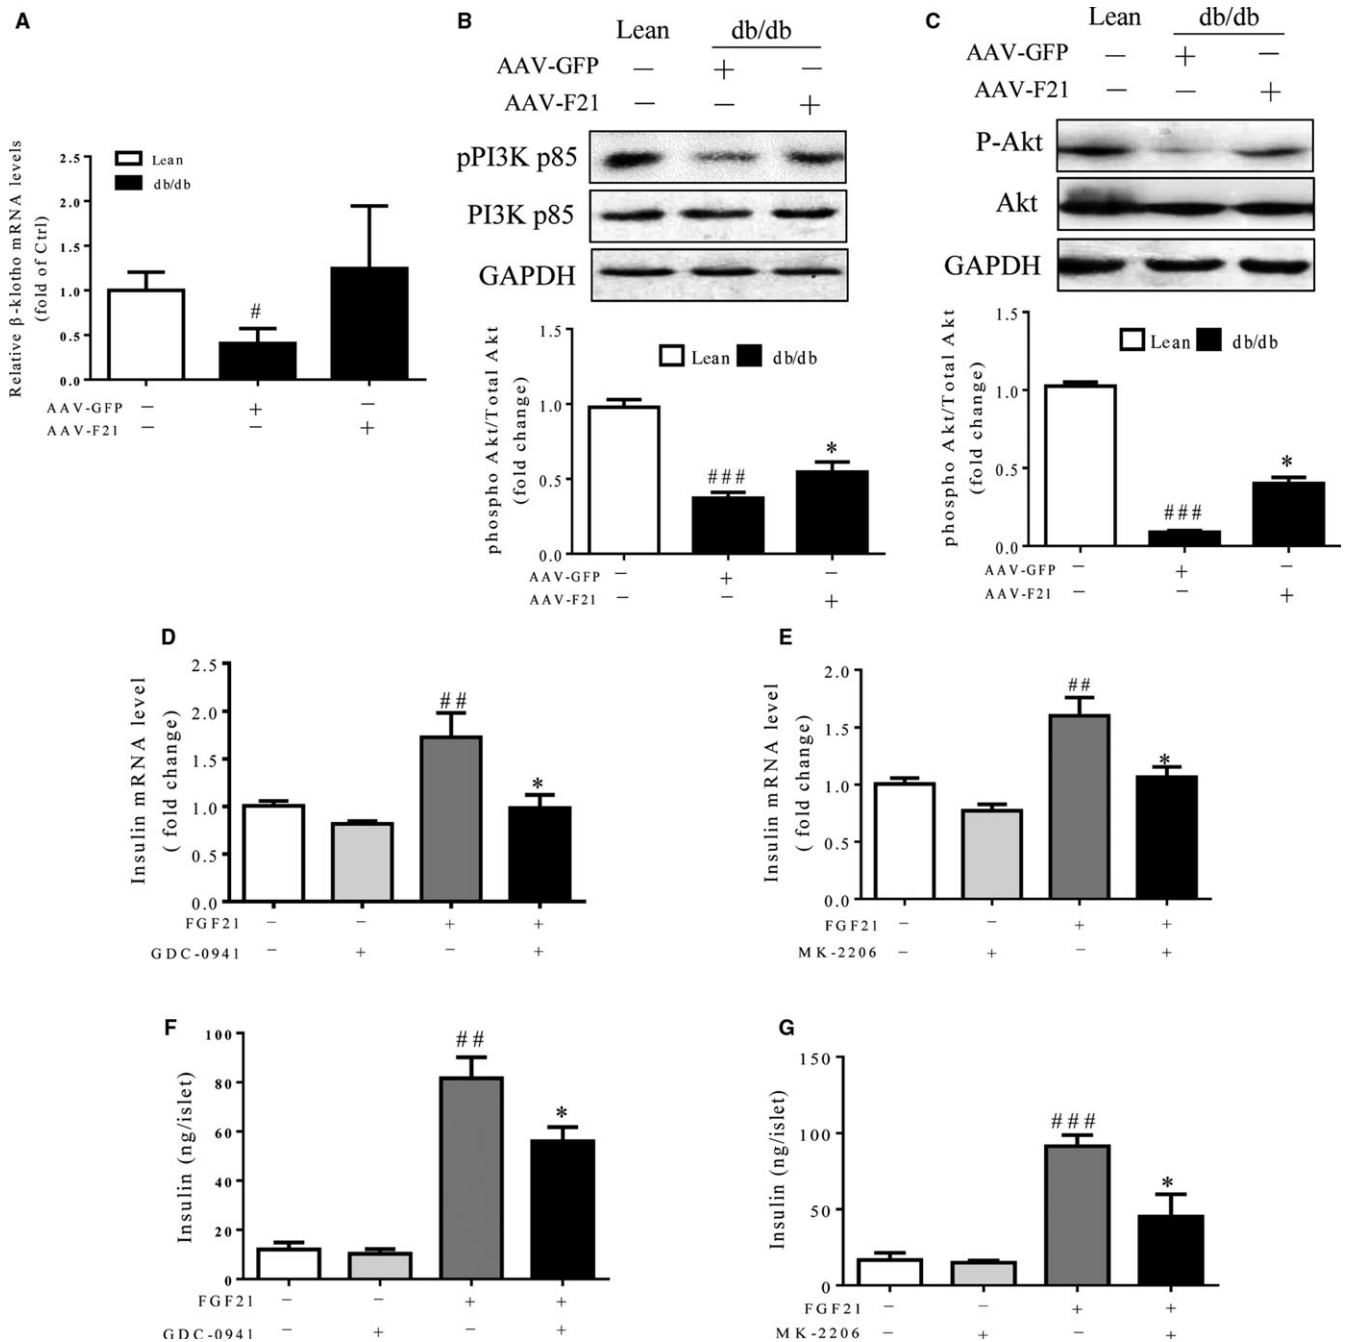 A
Relative β-klotho mRNA levels
(fold of Ctrl)
2.5
2.0
1.5
1.0
0.5
0.0
Lean
db/db
#
AAV-GFP − + −
AAV-F21 − − +
B
Lean db/db
AAV-GFP − + −
AAV-F21 − − +
pPI3K p85
PI3K p85
GAPDH
phospho Akt/Total Akt
(fold change)
1.5
1.0
0.5
0.0
Lean db/db
###
*
AAV-GFP − + −
AAV-F21 − − +
C
Lean db/db
AAV-GFP − + −
AAV-F21 − − +
P-Akt
Akt
GAPDH
phospho Akt/Total Akt
(fold change)
1.5
1.0
0.5
0.0
Lean db/db
###
*
AAV-GFP − + −
AAV-F21 − − +
D
Insulin mRNA level
( fold change)
2.5
2.0
1.5
1.0
0.5
0.0
##
*
FGF21 − − + +
GDC-0941 − + − +
E
Insulin mRNA level
( fold change)
2.0
1.5
1.0
0.5
0.0
##
*
FGF21 − − + +
MK-2206 − + − +
F
Insulin (ng/islet)
100
80
60
40
20
0
##
*
FGF21 − − + +
GDC-0941 − + − +
G
Insulin (ng/islet)
150
100
50
0
###
*
FGF21 − − + +
MK-2206 − + − +